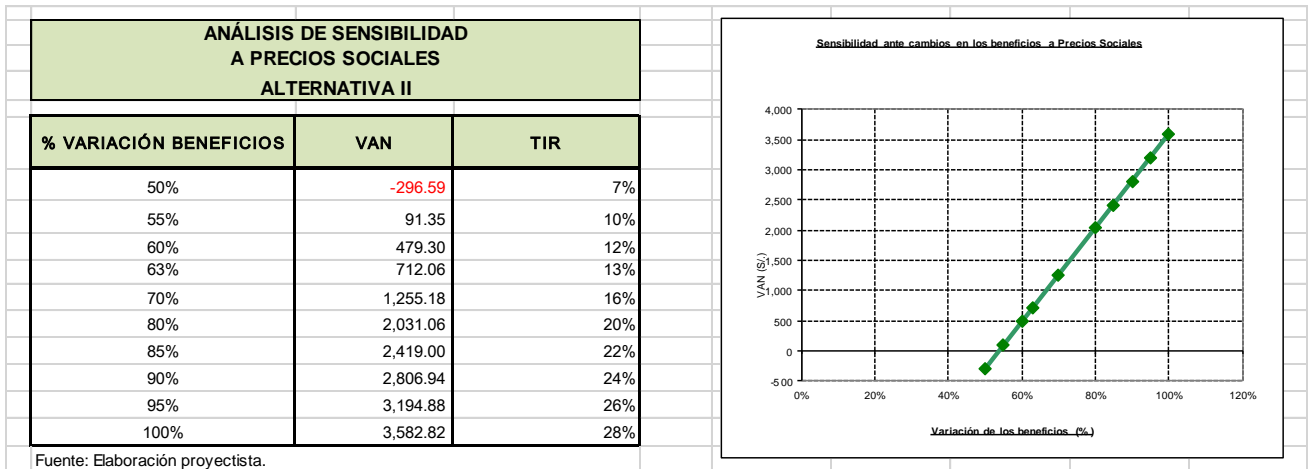 ANÁLISIS DE SENSIBILIDAD
A PRECIOS SOCIALES
ALTERNATIVA II
% VARIACIÓN BENEFICIOS VAN TIR
50% -296.59 7%
55% 91.35 10%
60% 479.30 12%
63% 712.06 13%
70% 1,255.18 16%
80% 2,031.06 20%
85% 2,419.00 22%
90% 2,806.94 24%
95% 3,194.88 26%
100% 3,582.82 28%
Fuente: Elaboración proyectista.
Sensibilidad ante cambios en los beneficios a Precios Sociales
4,000
3,500
3,000
2,500
2,000
1,500
1,000
500
0
-500
VAN (S/.)
0% 20% 40% 60% 80% 100% 120%
Variación de los beneficios (%)